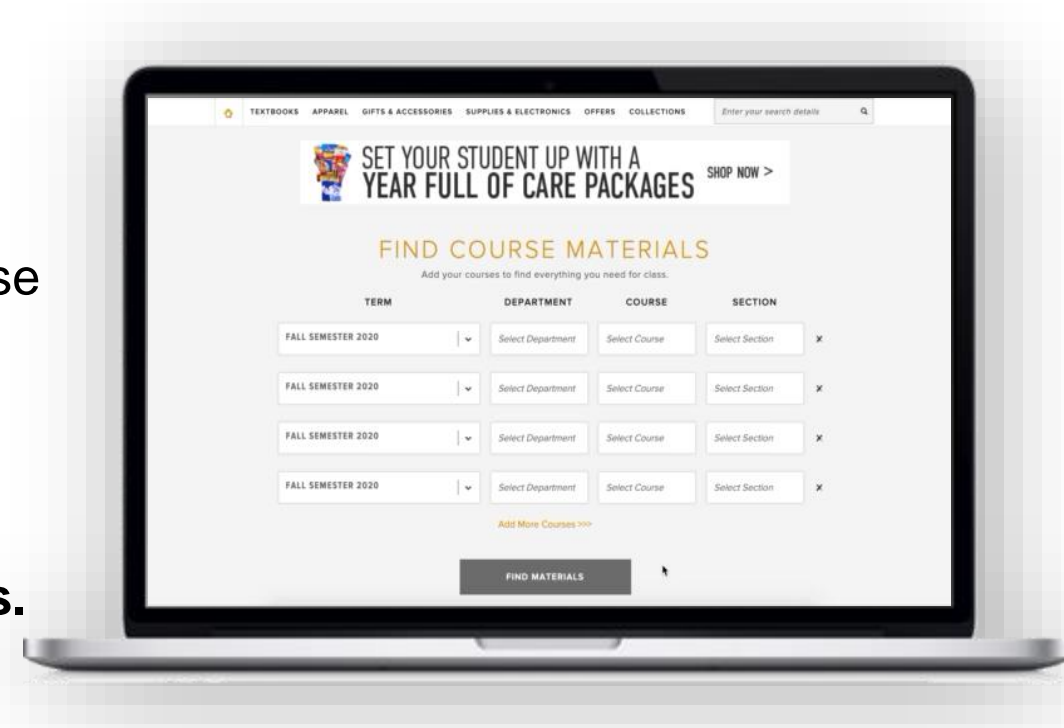 TEXTBOOKS APPAREL GIFTS & ACCESSORIES SUPPLIES & ELECTRONICS OFFERS COLLECTIONS Enter your search details
SET YOUR STUDENT UP WITH A
YEAR FULL OF CARE PACKAGES
SHOP NOW >
FIND COURSE MATERIALS
Add your courses to find everything you need for class.
TERM DEPARTMENT COURSE SECTION
FALL SEMESTER 2020 Select Department Select Course Select Section x
FALL SEMESTER 2020 Select Department Select Course Select Section x
FALL SEMESTER 2020 Select Department Select Course Select Section x
FALL SEMESTER 2020 Select Department Select Course Select Section x
Add More Courses >>>
FIND MATERIALS
se
s.